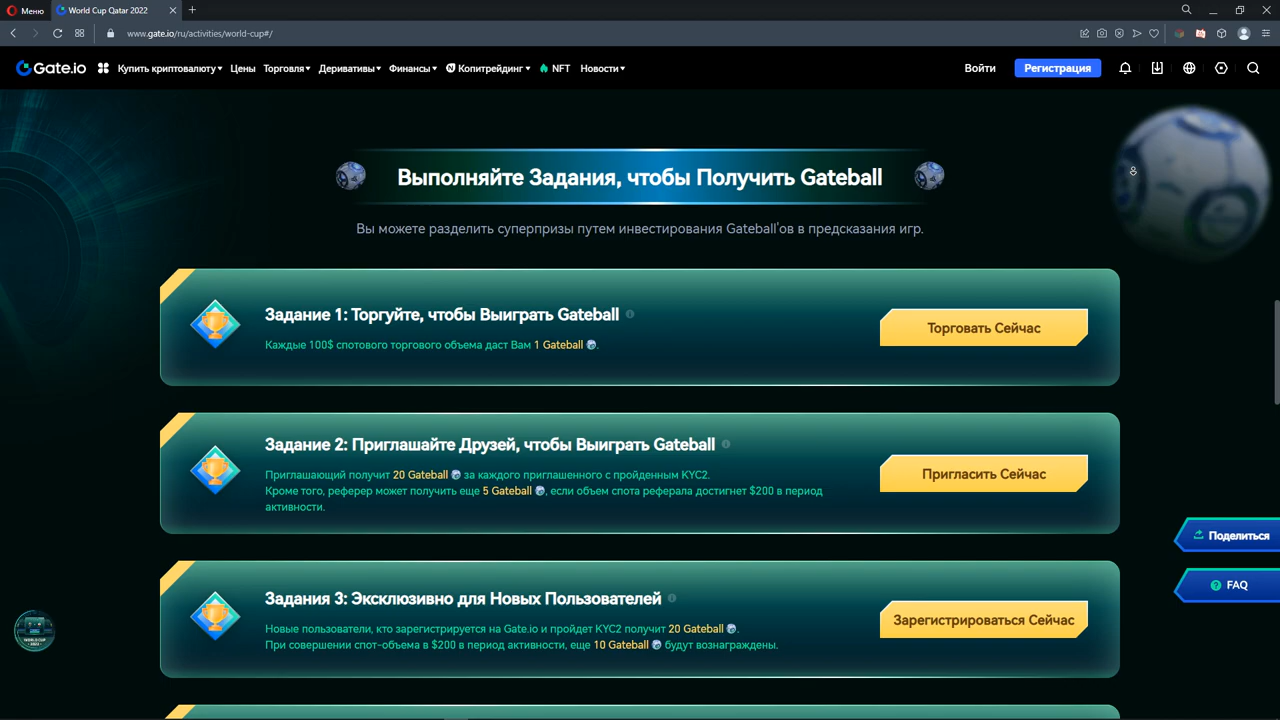 Меню
World Cup Qatar 2022
www.gate.io/ru/activities/world-cup#/
Gate.io
Купить криптовалюту
Цены
Торговля
Деривативы
Финансы
Копитрейдинг
NFT
Новости
Войти
Регистрация
Выполняйте Задания, чтобы Получить Gateball
Вы можете разделить суперпризы путем инвестирования Gateball'ов в предсказания игр.
Задание 1: Торгуйте, чтобы Выиграть Gateball
Каждые 100$ спотового торгового объема даст Вам 1 Gateball.
Торговать Сейчас
Задание 2: Приглашайте Друзей, чтобы Выиграть Gateball
Приглашающий получит 20 Gateball за каждого приглашенного с пройденным KYC2.
Кроме того, реферер может получить еще 5 Gateball, если объем спота реферала достигнет $200 в период
активности.
Пригласить Сейчас
Поделиться
FAQ
Задания 3: Эксклюзивно для Новых Пользователей
Новые пользователи, кто зарегистрируется на Gate.io и пройдет KYC2 получит 20 Gateball.
При совершении спот-объема в $200 в период активности, еще 10 Gateball будут вознаграждены.
Зарегистрироваться Сейчас
WORLDCUP